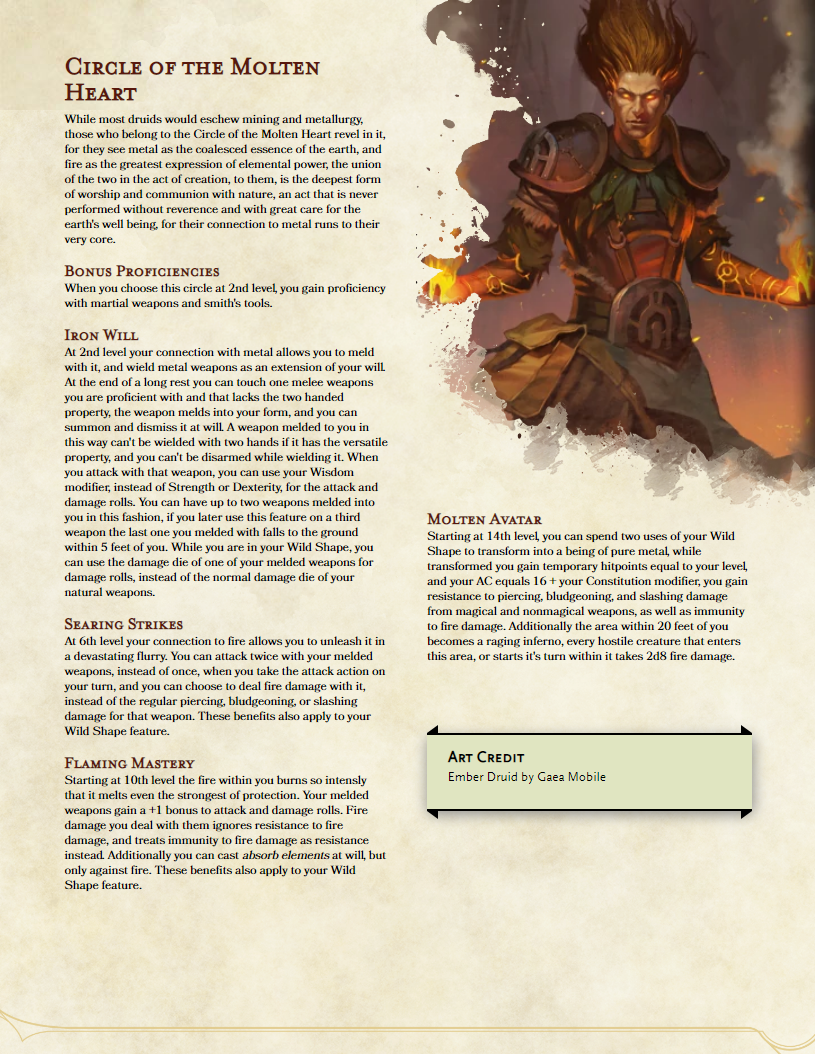 Circle of the Molten
Heart
While most druids would eschew mining and metallurgy,
those who belong to the Circle of the Molten Heart revel in it,
for they see metal as the coalesced essence of the earth, and
fire as the greatest expression of elemental power, the union
of the two in the act of creation, to them, is the deepest form
of worship and communion with nature, an act that is never
performed without reverence and with great care for the
earth's well being, for their connection to metal runs to their
very core.
Bonus Proficiencies
When you choose this circle at 2nd level, you gain proficiency
with martial weapons and smith's tools.
Iron Will
At 2nd level your connection with metal allows you to meld
with it, and wield metal weapons as an extension of your will.
At the end of a long rest you can touch one melee weapons
you are proficient with and that lacks the two handed
property, the weapon melds into your form, and you can
summon and dismiss it at will. A weapon melded to you in
this way can't be wielded with two hands if it has the versatile
property, and you can't be disarmed while wielding it. When
you attack with that weapon, you can use your Wisdom
modifier, instead of Strength or Dexterity, for the attack and
damage rolls. You can have up to two weapons melded into
you in this fashion, if you later use this feature on a third
weapon the last one you melded with falls to the ground
within 5 feet of you. While you are in your Wild Shape, you
can use the damage die of one of your melded weapons for
damage rolls, instead of the normal damage die of your
natural weapons.
Searing Strikes
At 6th level your connection to fire allows you to unleash it in
a devastating flurry. You can attack twice with your melded
weapons, instead of once, when you take the attack action on
your turn, and you can choose to deal fire damage with it,
instead of the regular piercing, bludgeoning, or slashing
damage for that weapon. These benefits also apply to your
Wild Shape feature.
Flaming Mastery
Starting at 10th level the fire within you burns so intensly
that it melts even the strongest of protection. Your melded
weapons gain a +1 bonus to attack and damage rolls. Fire
damage you deal with them ignores resistance to fire
damage, and treats immunity to fire damage as resistance
instead. Additionally you can cast absorb elements at will, but
only against fire. These benefits also apply to your Wild
Shape feature.
Molten Avatar
Starting at 14th level, you can spend two uses of your Wild
Shape to transform into a being of pure metal, while
transformed you gain temporary hitpoints equal to your level,
and your AC equals 16 + your Constitution modifier, you gain
resistance to piercing, bludgeoning, and slashing damage
from magical and nonmagical weapons, as well as immunity
to fire damage. Additionally the area within 20 feet of you
becomes a raging inferno, every hostile creature that enters
this area, or starts it's turn within it takes 2d8 fire damage.
Art Credit
Ember Druid by Gaea Mobile